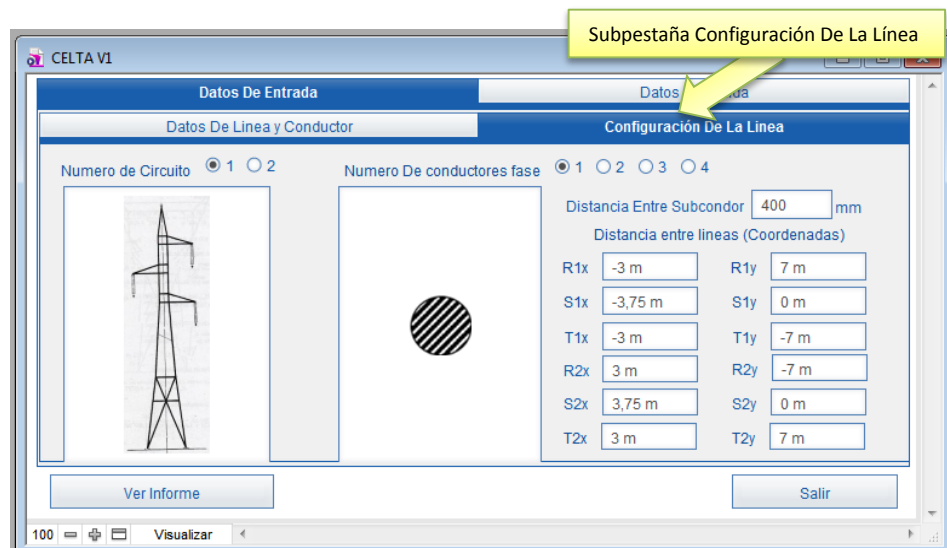 Subpestaña Configuración De La Línea
CELTA V1
Datos De Entrada
Datos
da
Datos De Linea y Conductor
Configuración De La Linea
Numero de Circuito 1 2
Numero De conductores fase 1 2 3 4
Distancia Entre Subcondor 400 mm
Distancia entre lineas (Coordenadas)
R1x -3 m R1y 7 m
S1x -3,75 m S1y 0 m
T1x -3 m T1y -7 m
R2x 3 m R2y -7 m
S2x 3,75 m S2y 0 m
T2x 3 m T2y 7 m
Ver Informe
Salir
100 Visualizar